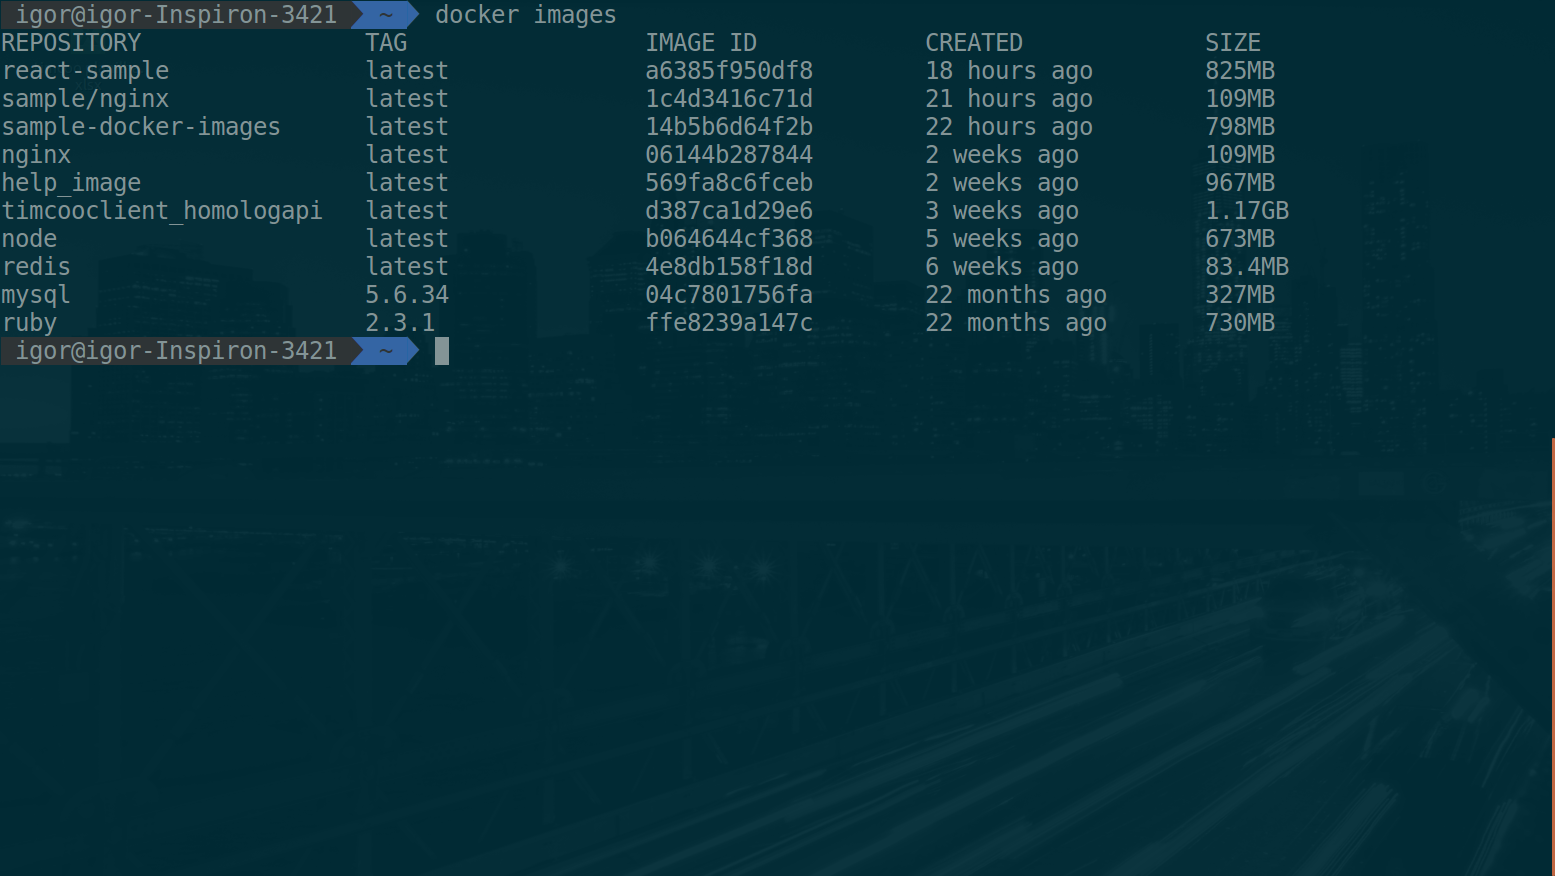 igor@igor-Inspiron-3421 ~ docker images
REPOSITORY TAG IMAGE ID CREATED SIZE
react-sample latest a6385f950df8 18 hours ago 825MB
sample/nginx latest 1c4d3416c71d 21 hours ago 109MB
sample-docker-images latest 14b5b6d64f2b 22 hours ago 798MB
nginx latest 06144b287844 2 weeks ago 109MB
help_image latest 569fa8c6fceb 2 weeks ago 967MB
timcooclient_homologapi latest d387ca1d29e6 3 weeks ago 1.17GB
node latest b064644cf368 5 weeks ago 673MB
redis latest 4e8db158f18d 6 weeks ago 83.4MB
mysql 5.6.34 04c7801756fa 22 months ago 327MB
ruby 2.3.1 ffe8239a147c 22 months ago 730MB
igor@igor-Inspiron-3421 ~